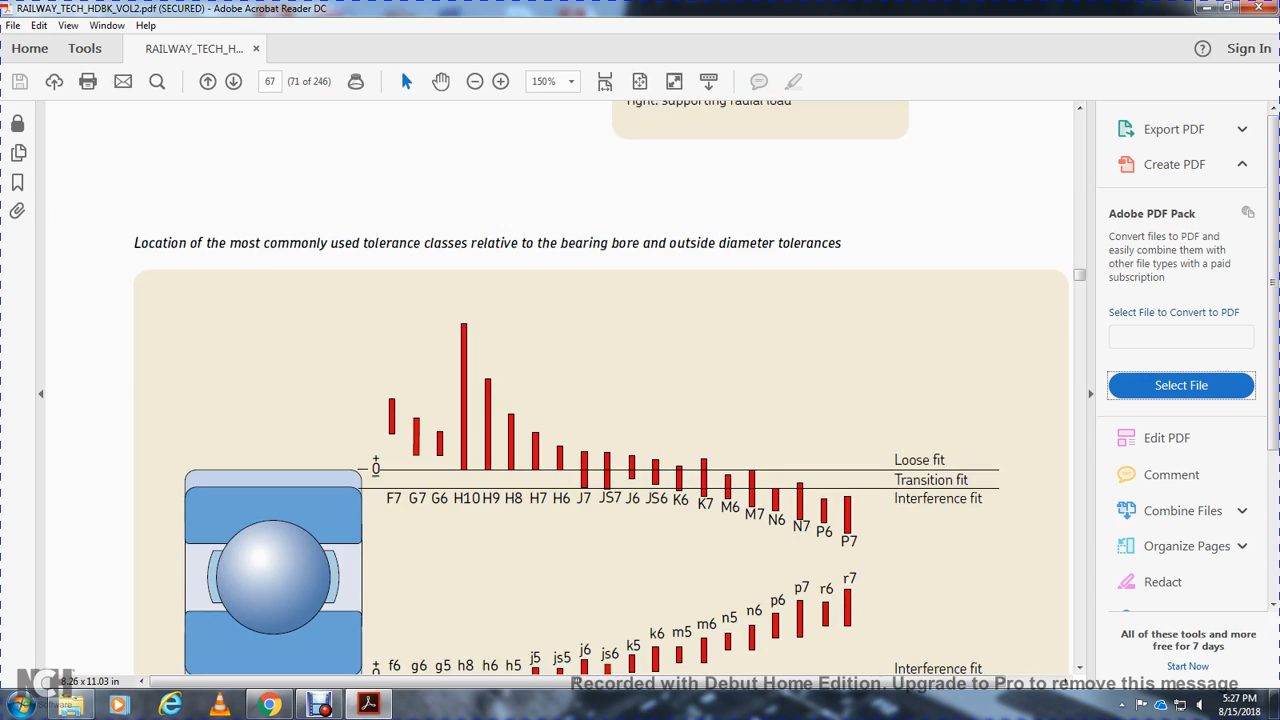 RAILWAY_TECH_HDBK_VOL2.pdf (SECURED) - Adobe Acrobat Reader DC
File Edit View Window Help
Home Tools RAILWAY_TECH_H... × Sign In
67 (71 of 246) 150%
right: supporting radial load
Location of the most commonly used tolerance classes relative to the bearing bore and outside diameter tolerances
+
0
−
Loose fit
Transition fit
Interference fit
F7 G7 G6 H10 H9 H8 H7 H6 J7 JS7 J6 JS6 K6 K7 M6 M7 N6 N7 P6 P7
f6 g6 g5 h8 h6 h5 j5 js5 j6 js6 k5 k6 m5 m6 n5 n6 p6 p7 r6 r7
+
Interference fit
8.26 x 11.03 in
Export PDF
Create PDF
Adobe PDF Pack
Convert files to PDF and
easily combine them with
other file types with a paid
subscription
Select File to Convert to PDF
Select File
Edit PDF
Comment
Combine Files
Organize Pages
Redact
All of these tools and more
free for 7 days
Start Now
NCH
Software
Recorded with Debut Home Edition. Upgrade to Pro to remove this message
5:27 PM
8/15/2018